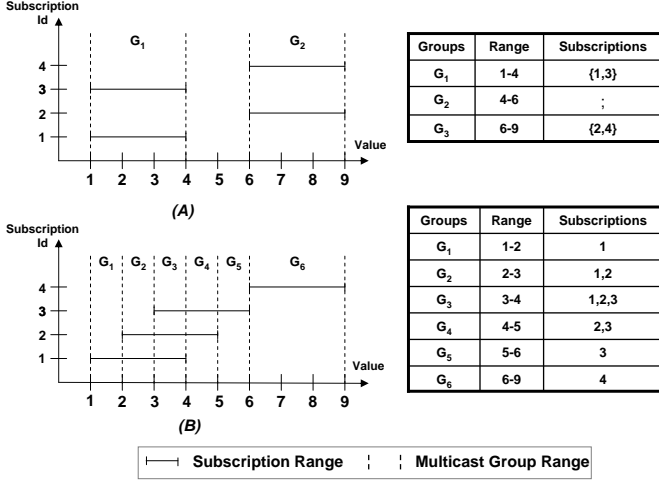 Subscription
Id
G1
G2
4
3
2
1
Value
1 2 3 4 5 6 7 8 9
(A)
Groups Range Subscriptions
G1 1-4 {1,3}
G2 4-6 ;
G3 6-9 {2,4}
Subscription
Id
G1 G2 G3 G4 G5 G6
4
3
2
1
Value
1 2 3 4 5 6 7 8 9
(B)
Groups Range Subscriptions
G1 1-2 1
G2 2-3 1,2
G3 3-4 1,2,3
G4 4-5 2,3
G5 5-6 3
G6 6-9 4
Subscription Range Multicast Group Range